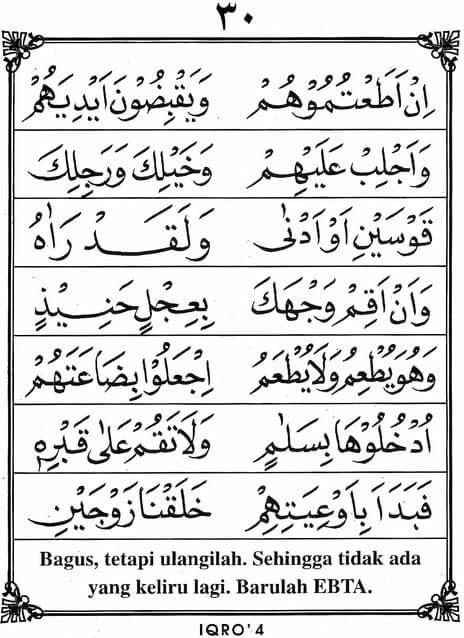 ٣٠
اِنْ اَطَعْتُمُوْهُمْ وَيَقْبِضُوْنَ اَيْدِيَهُمْ
وَاَجْلِبْ عَلَيْهِمْ وَخَيْلِكَ وَرَجِلِكَ
قَوْسَيْنِ اَوْ اَدْنٰى وَلَقَدْ رَاٰهُ
وَاَنْ اَقِمْ وَجْهَكَ بِعِجْلٍ حَنِيْذٍ
وَهُوَ يُطْعِمُ وَلَا يُطْعَمُ اِجْعَلُوْا بِضَاعَتَهُمْ
اُدْخُلُوْهَا بِسَلٰمٍ وَلَا تَقُمْ عَلٰى قَبْرِهٖ
فَبَدَاَ بِاَوْعِيَتِهِمْ خَلَقْنَا زَوْجَيْنِ
Bagus, tetapi ulangilah. Sehingga tidak ada
yang keliru lagi. Barulah EBTA.
IQRO' 4